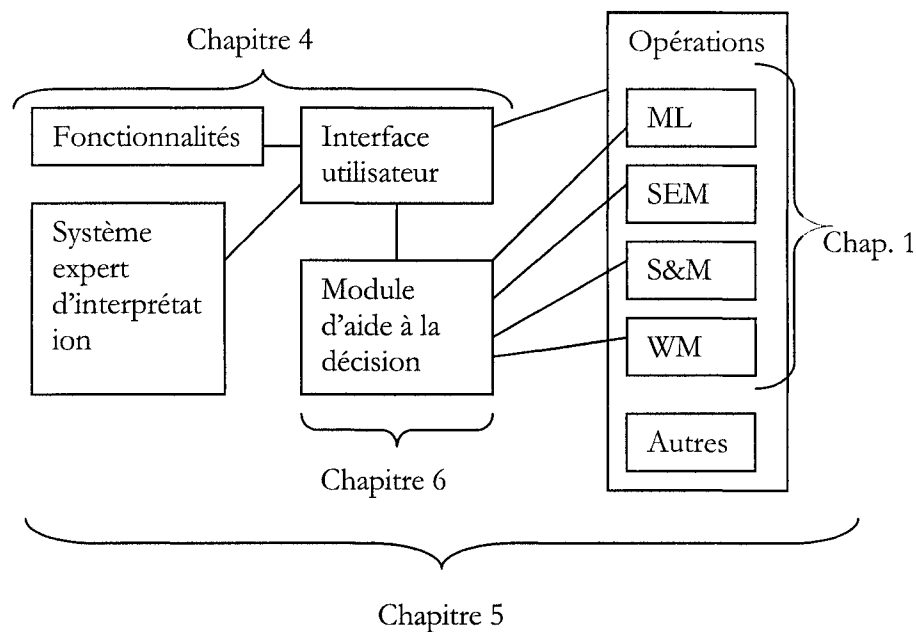 Chapitre 4
Opérations
Fonctionnalités
Interface
utilisateur
ML
SEM
Système
expert
d'interprétat
ion
Chap. 1
Module
d'aide à la
décision
S&M
WM
Autres
Chapitre 6
Chapitre 5